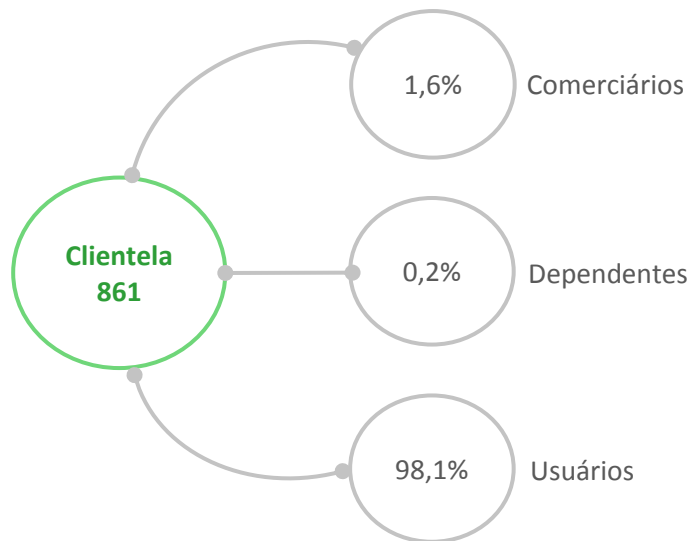 1,6% Comerciários
Clientela
861
0,2% Dependentes
98,1% Usuários